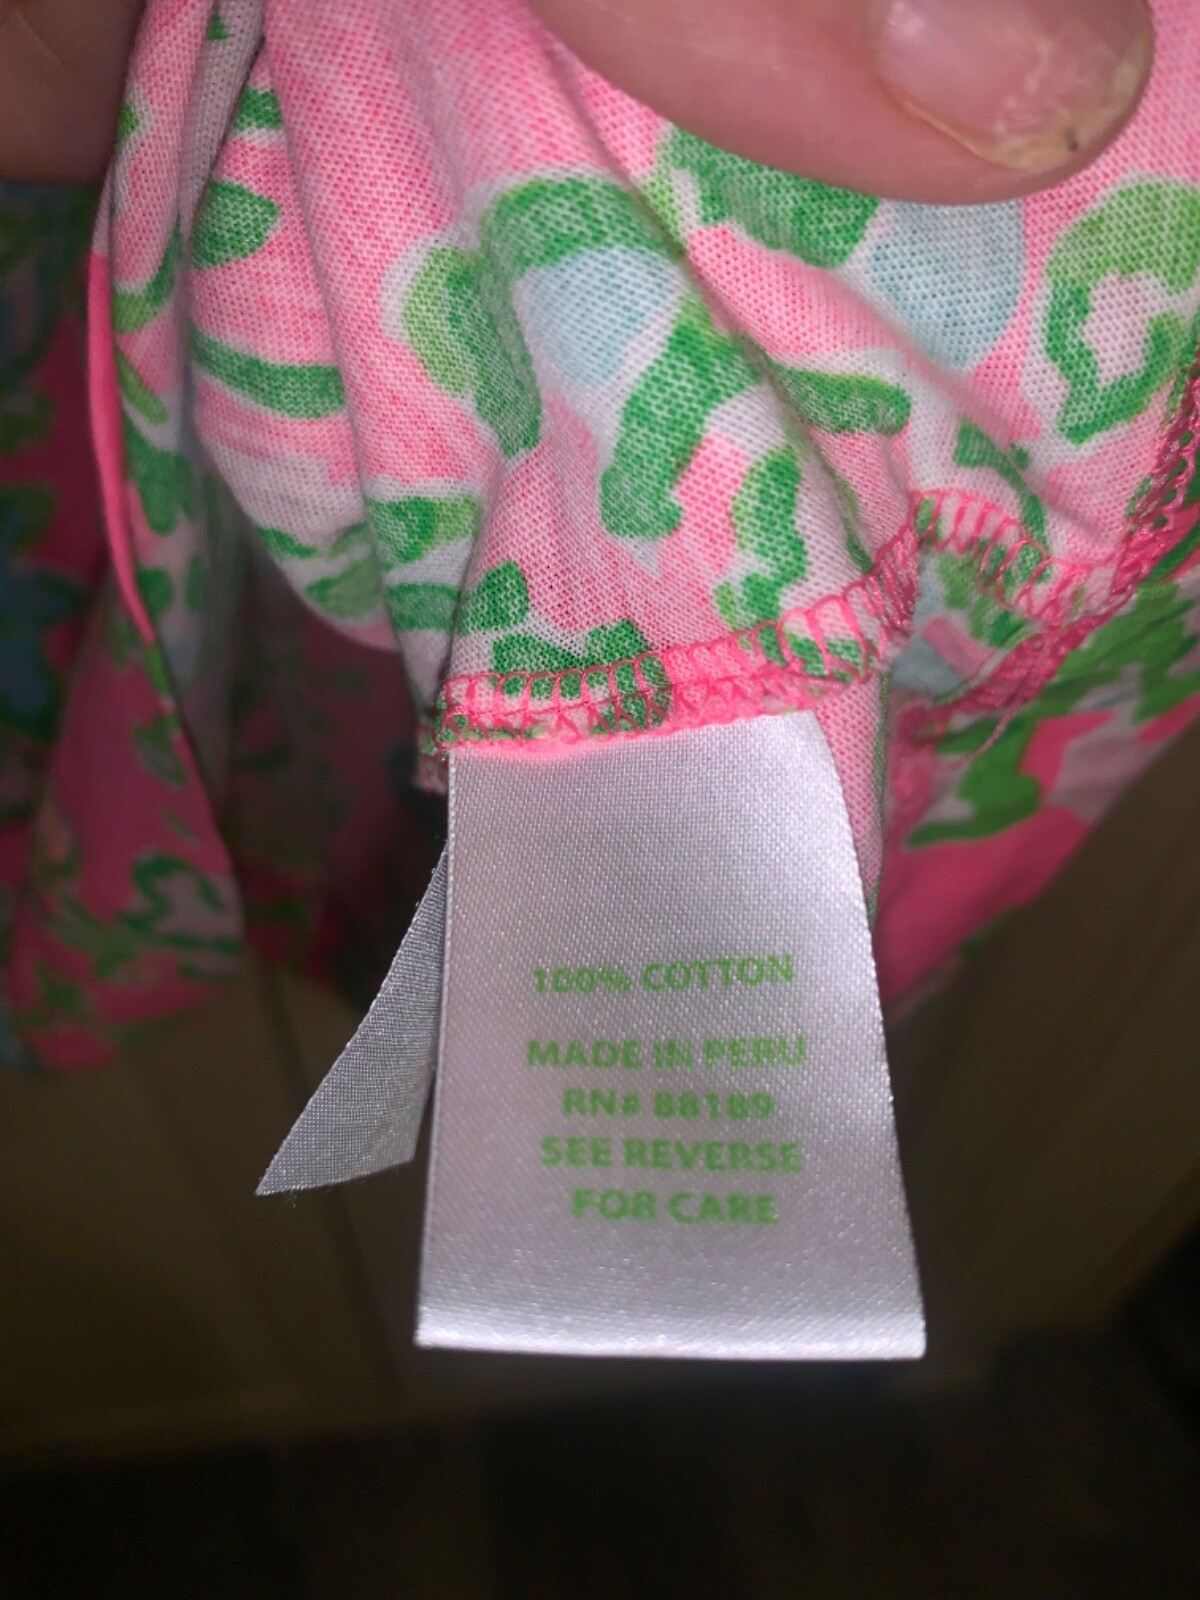 100% COTTON
MADE IN PERU
RN# 88189
SEE REVERSE
FOR CARE